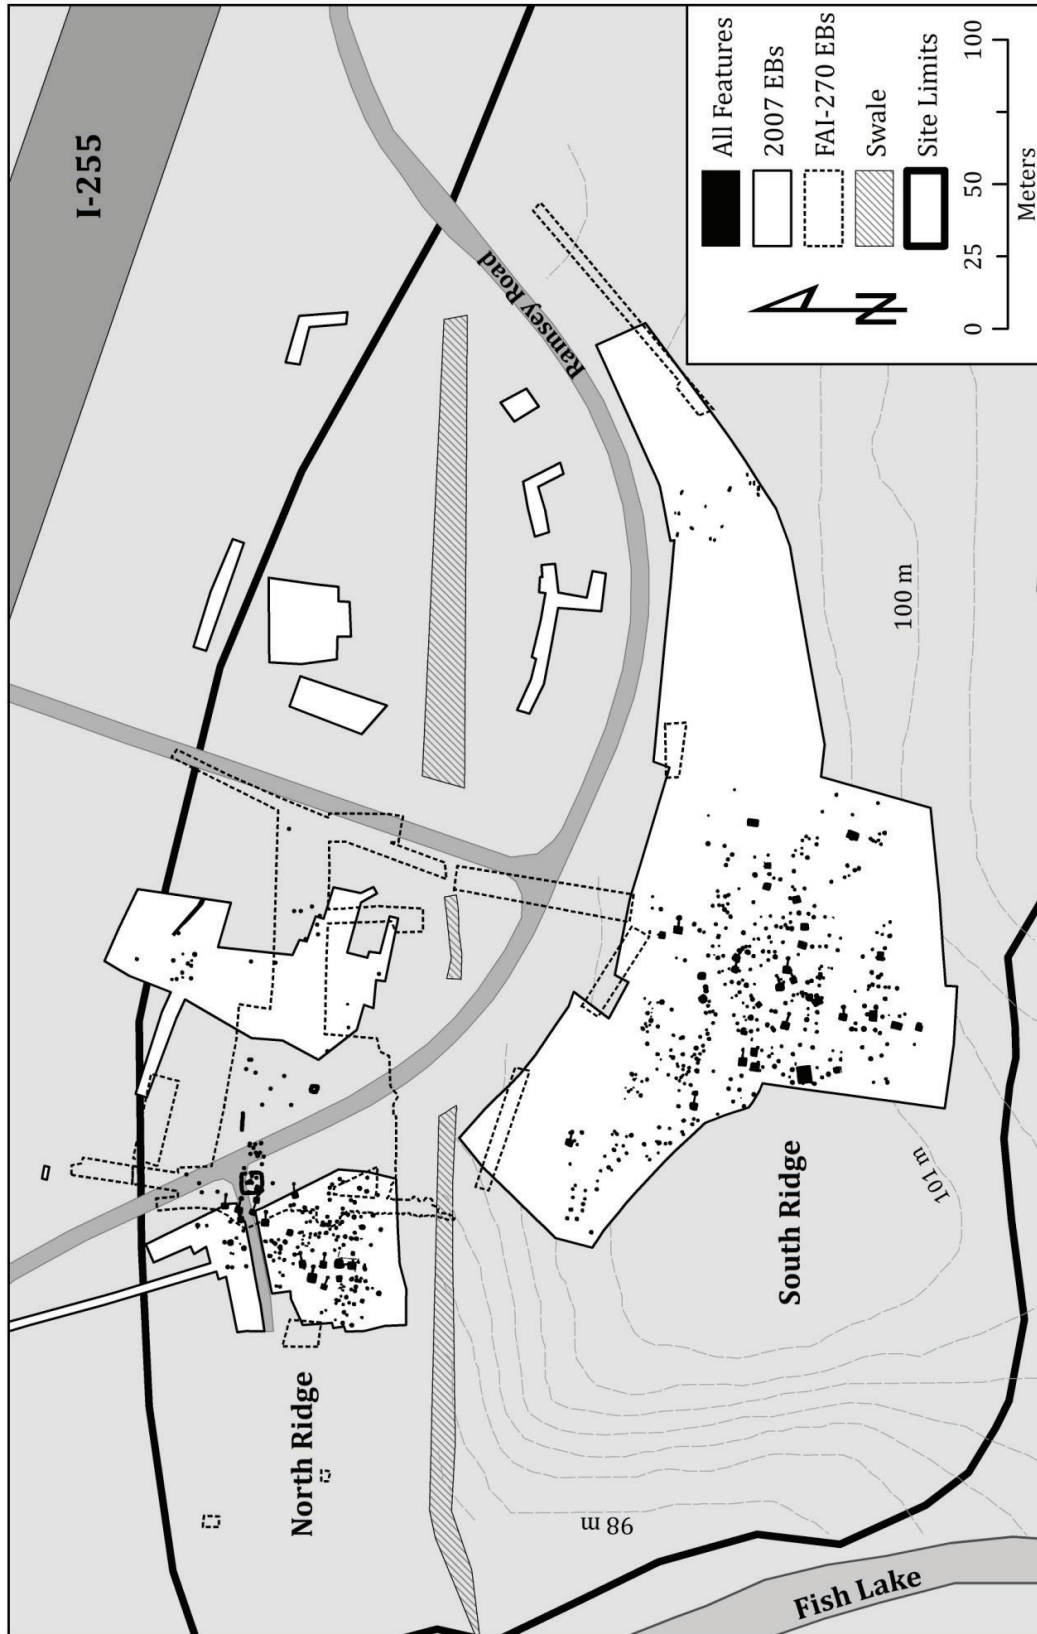 I-255
Ramsey Road
North Ridge
South Ridge
Fish Lake
98 m
101 m
100 m
All Features
2007 EBs
FAI-270 EBs
Swale
Site Limits
N
0 25 50 100
Meters